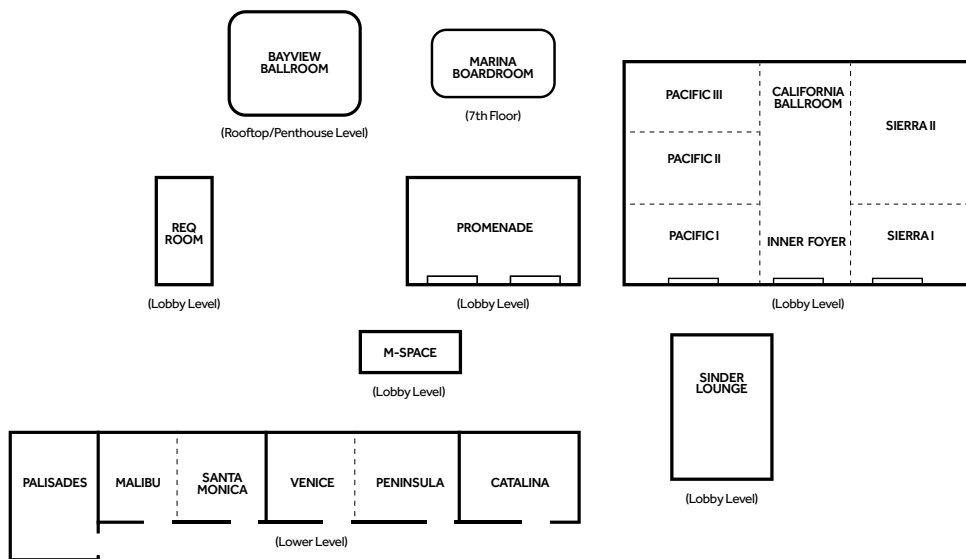 BAYVIEW
BALLROOM
(Rooftop/Penthouse Level)
MARINA
BOARDROOM
(7th Floor)
PACIFIC III
CALIFORNIA
BALLROOM
SIERRA II
PACIFIC II
PACIFIC I
INNER FOYER
SIERRA I
(Lobby Level)
REQ
ROOM
(Lobby Level)
PROMENADE
(Lobby Level)
M-SPACE
(Lobby Level)
SINDER
LOUNGE
(Lobby Level)
PALISADES
MALIBU
SANTA
MONICA
VENICE
PENINSULA
CATALINA
(Lower Level)